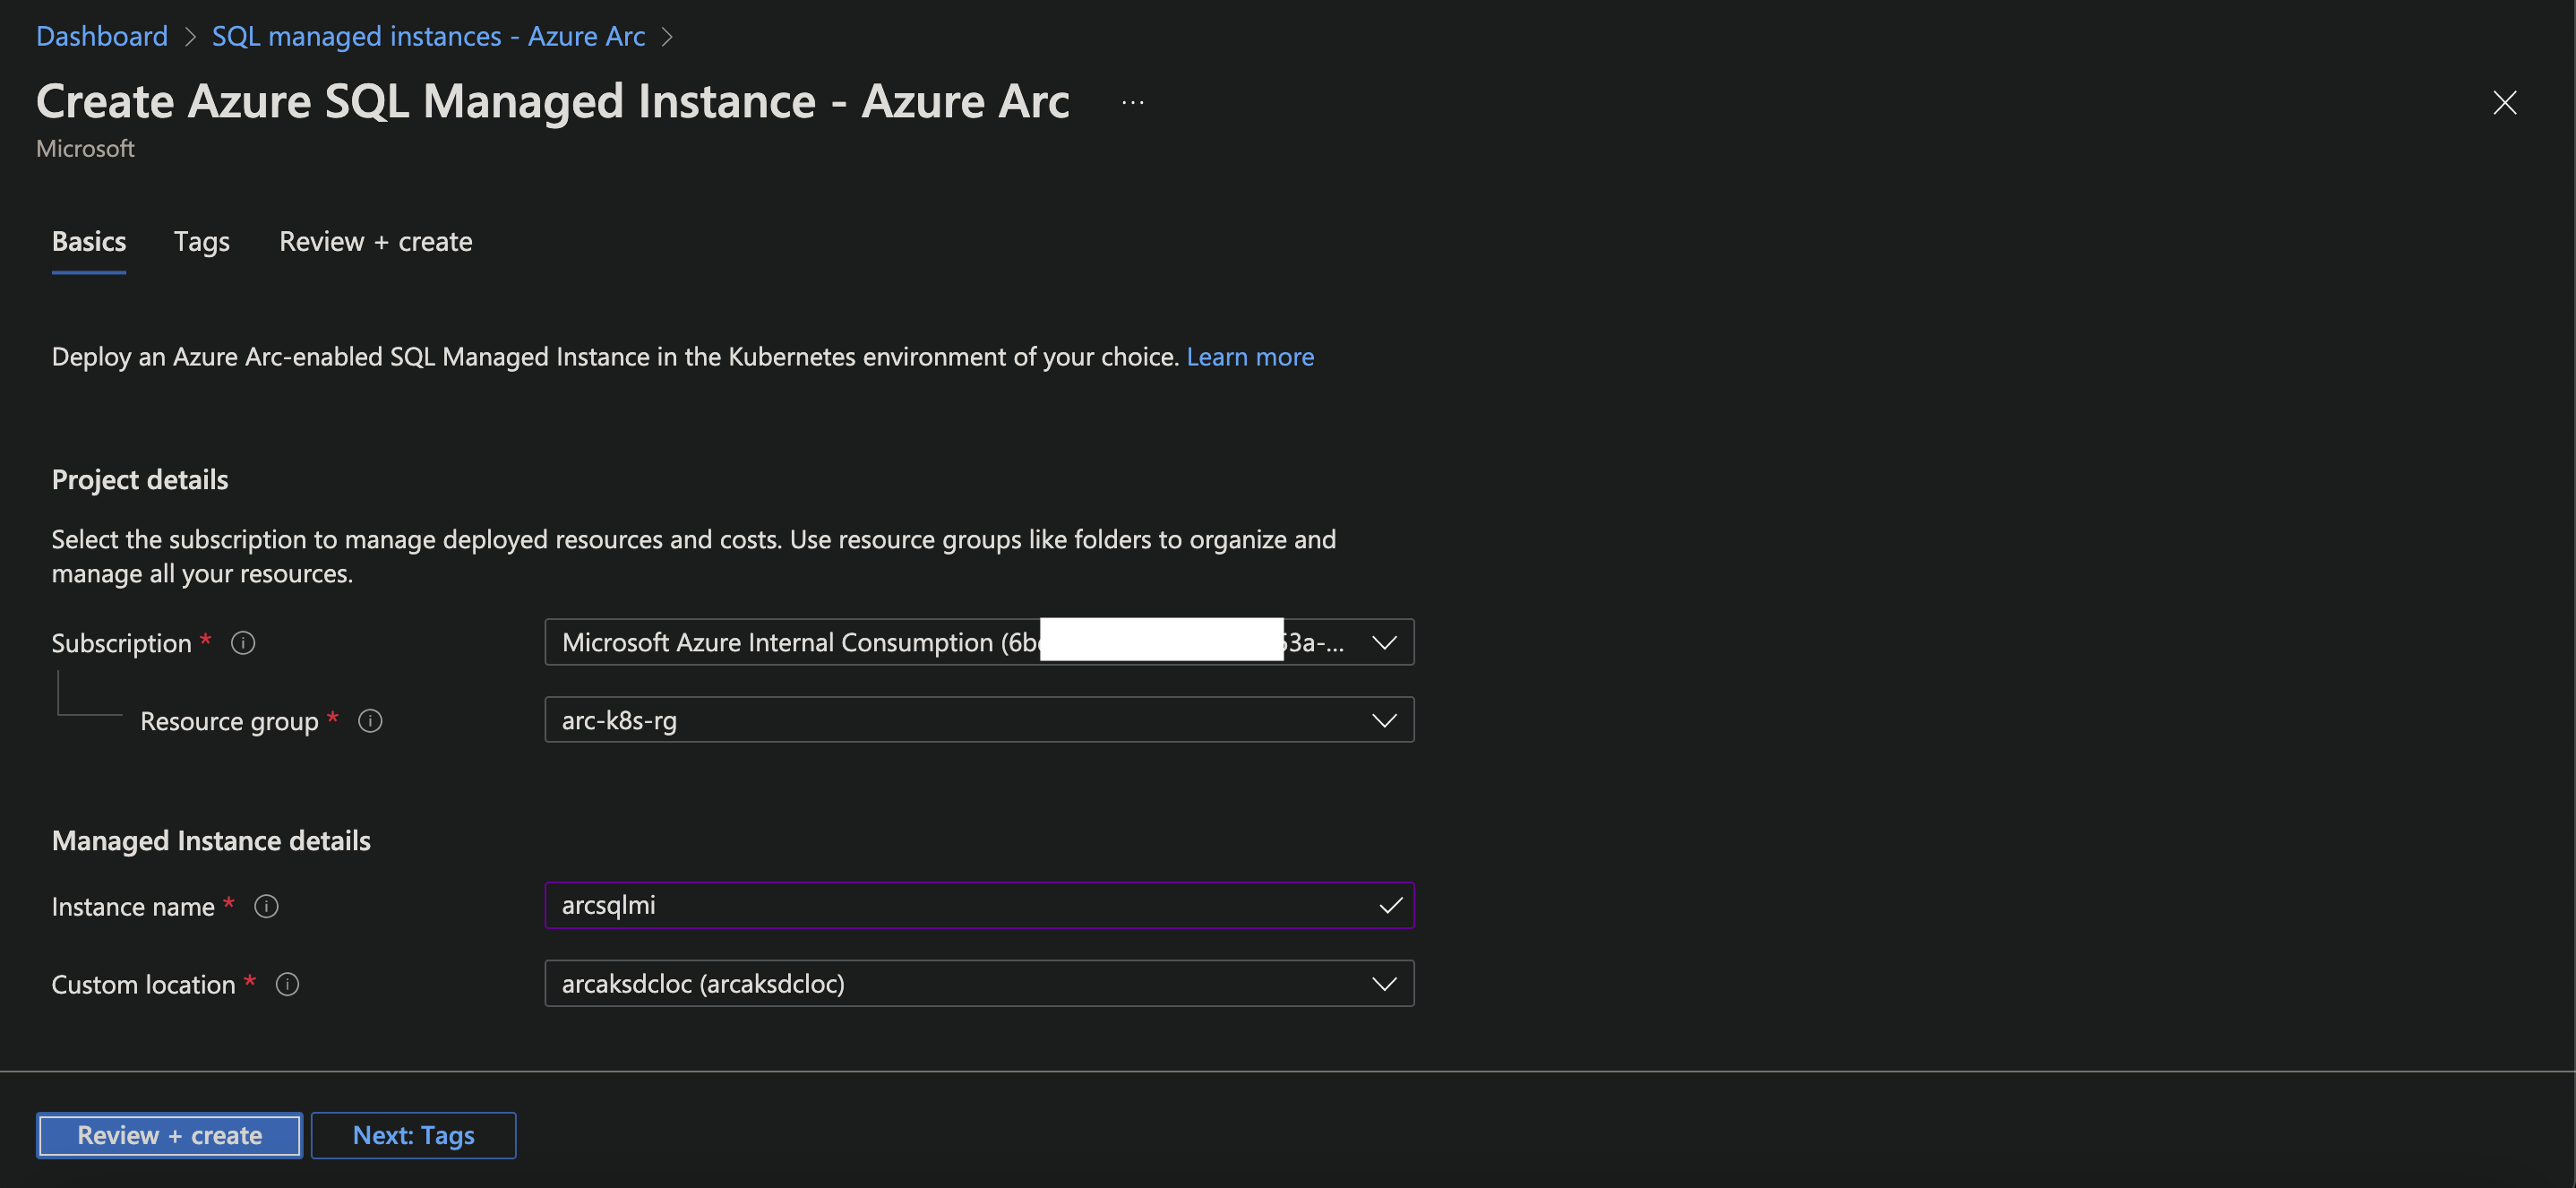 Dashboard > SQL managed instances - Azure Arc >
Create Azure SQL Managed Instance - Azure Arc ...
Microsoft
Basics Tags Review + create
Deploy an Azure Arc-enabled SQL Managed Instance in the Kubernetes environment of your choice. Learn more
Project details
Select the subscription to manage deployed resources and costs. Use resource groups like folders to organize and
manage all your resources.
Subscription * Microsoft Azure Internal Consumption (6b 53a-...
Resource group * arc-k8s-rg
Managed Instance details
Instance name * arcsqlmi
Custom location * arcaksdcloc (arcaksdcloc)
Review + create Next: Tags